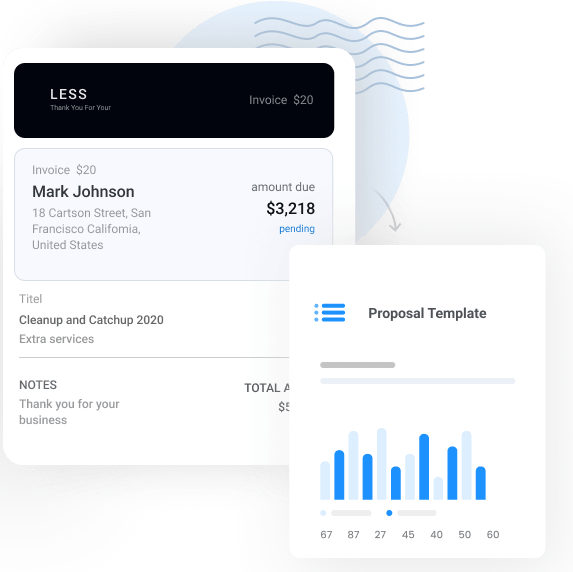 LESS
Thank You For Your
Invoice $20
Invoice $20
Mark Johnson
18 Cartson Street, San
Francisco California,
United States
amount due
$3,218
pending
Titel
Cleanup and Catchup 2020
Extra services
NOTES
Thank you for your
business
TOTAL
Proposal Template
67 87 27 45 40 50 60